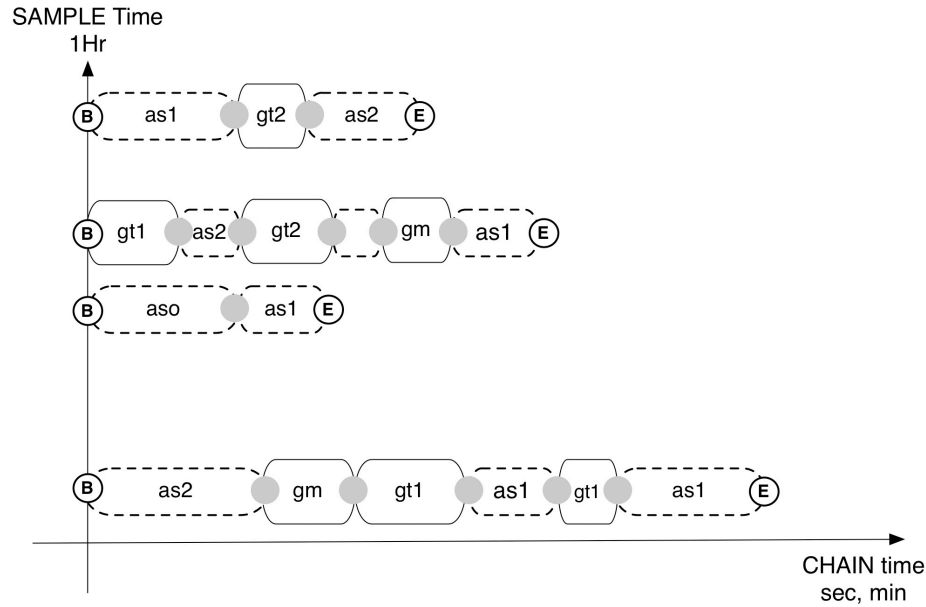 SAMPLE Time
1Hr
B as1 gt2 as2 E
B gt1 as2 gt2 gm as1 E
B aso as1 E
B as2 gm gt1 as1 gt1 as1 E
CHAIN time
sec, min